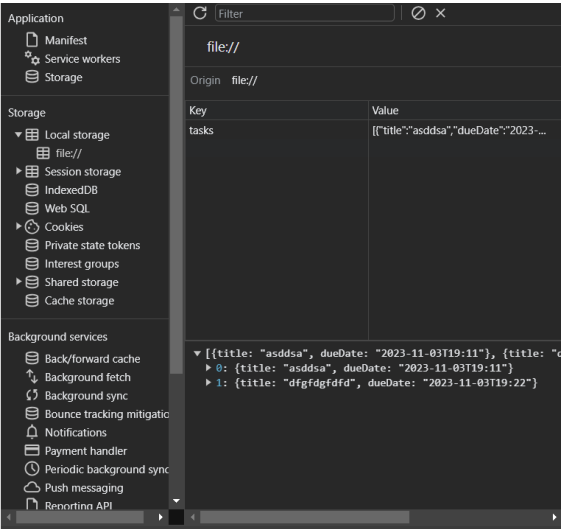 Application
Manifest
Service workers
Storage
Storage
Local storage
file://
Session storage
IndexedDB
Web SQL
Cookies
Private state tokens
Interest groups
Shared storage
Cache storage
Background services
Back/forward cache
Background fetch
Background sync
Bounce tracking mitigatio
Notifications
Payment handler
Periodic background sync
Push messaging
Reporting API
Filter
file://
Origin file://
Key Value
tasks [{"title":"asddsa","dueDate":"2023-...
[{title: "asddsa", dueDate: "2023-11-03T19:11"}, {title: "d
0: {title: "asddsa", dueDate: "2023-11-03T19:11"}
1: {title: "dfgfdgfdfd", dueDate: "2023-11-03T19:22"}